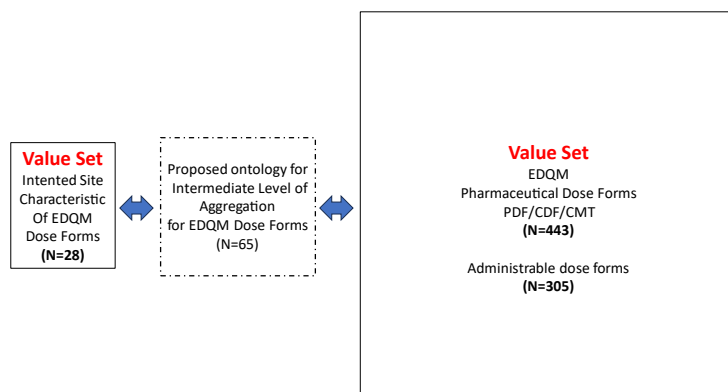 Value Set
Intented Site
Characteristic
Of EDQM
Dose Forms
(N=28)
Proposed ontology for
Intermediate Level of
Aggregation
for EDQM Dose Forms
(N=65)
Value Set
EDQM
Pharmaceutical Dose Forms
PDF/CDF/CMT
(N=443)
Administrable dose forms
(N=305)